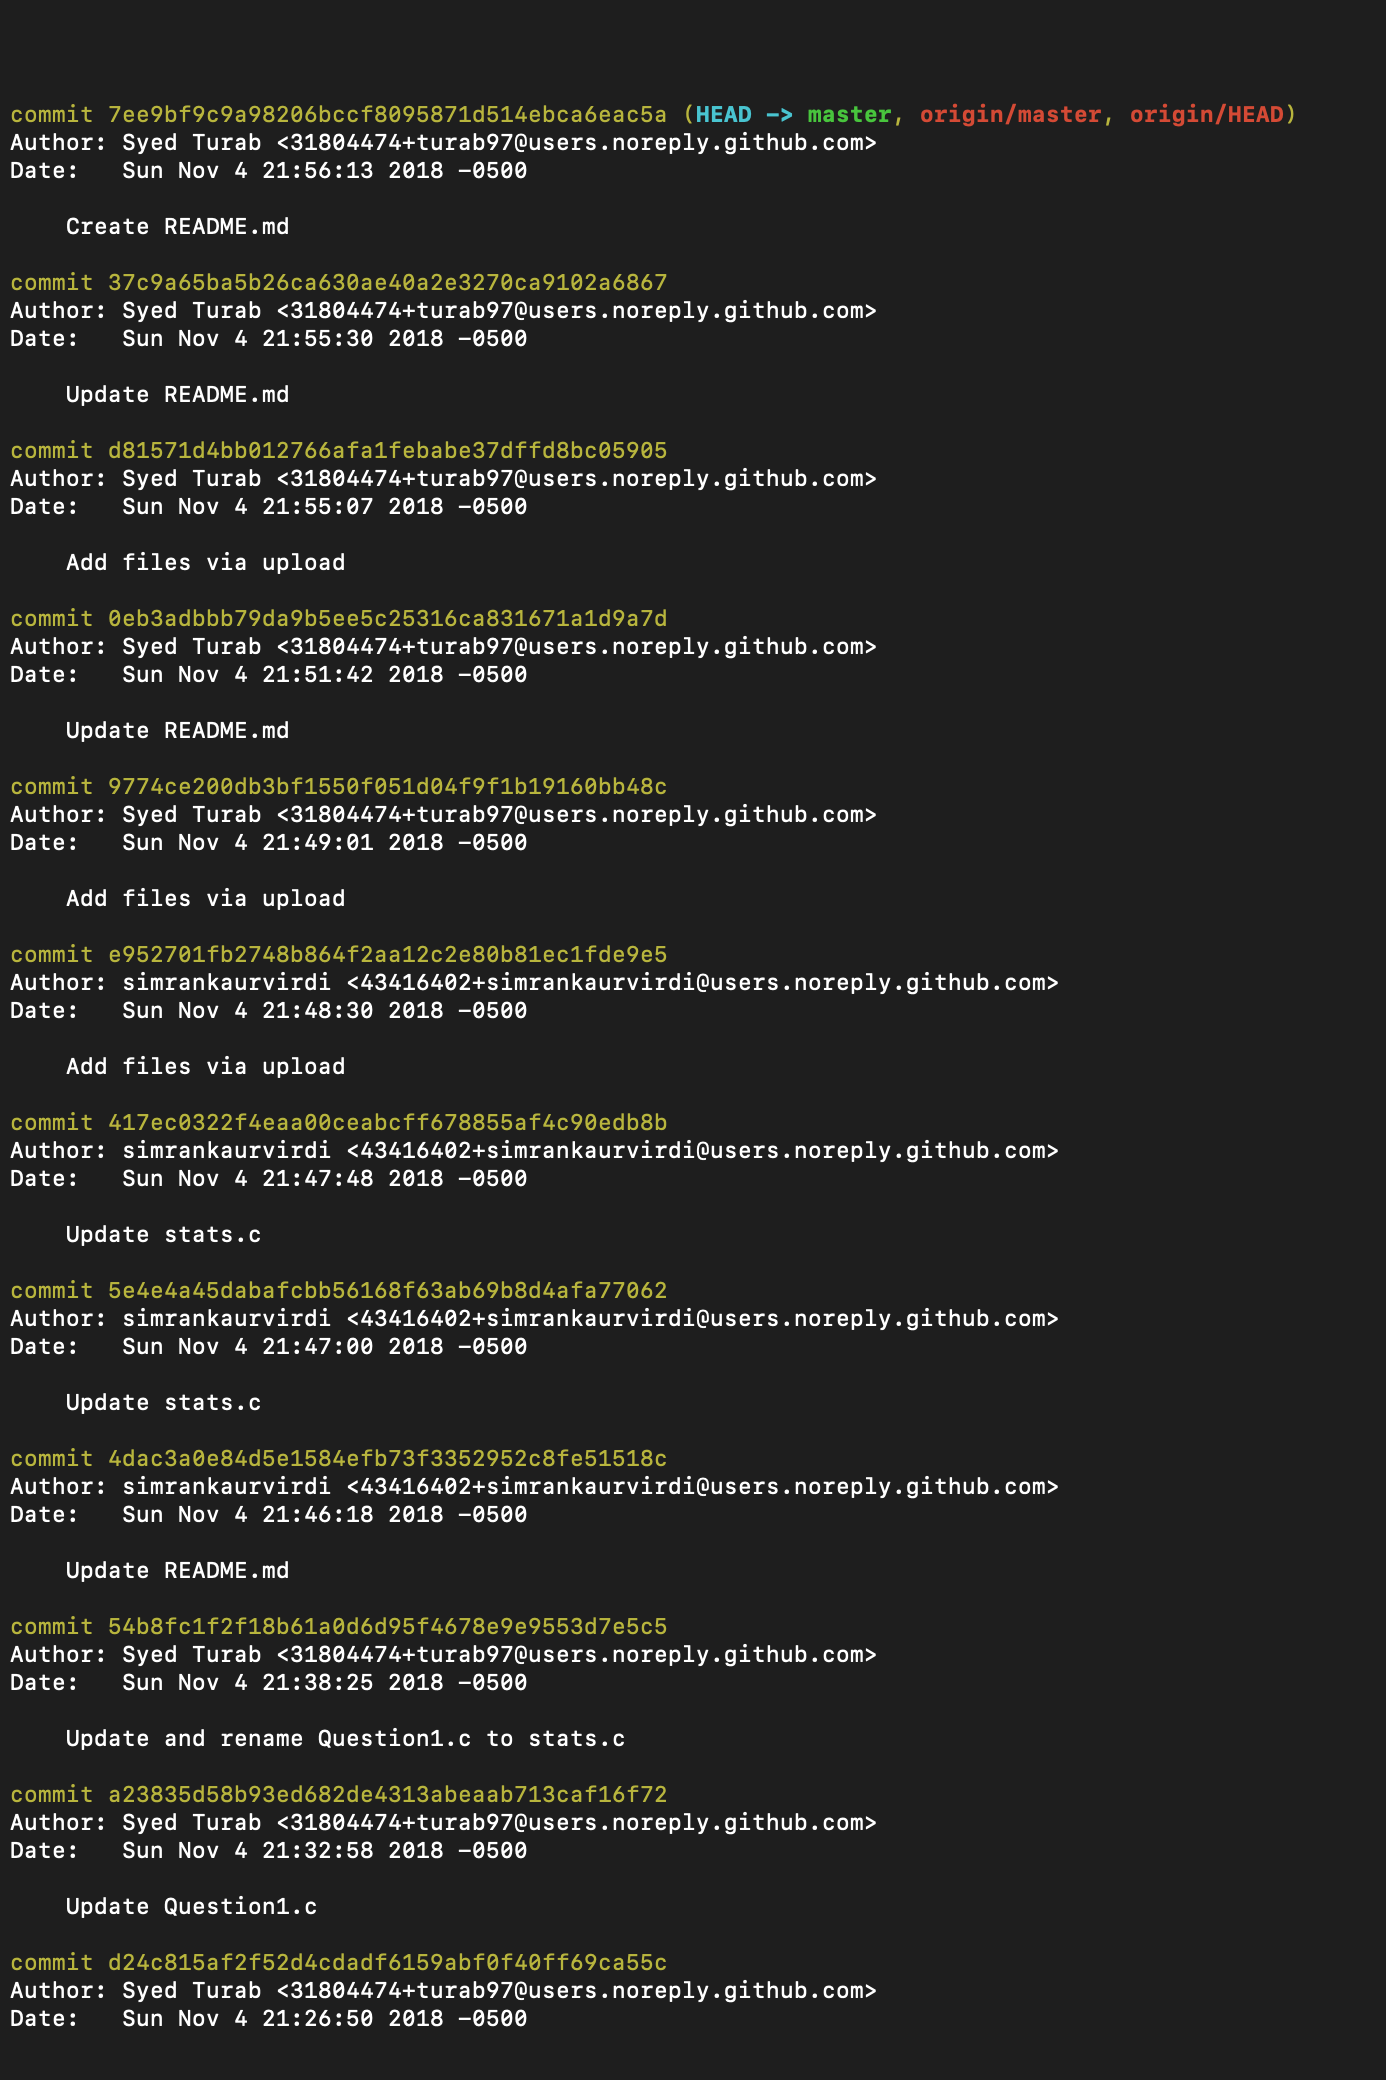 commit 7ee9bf9c9a98206bccf8095871d514ebca6eac5a (HEAD -> master, origin/master, origin/HEAD)
Author: Syed Turab <31804474+turab97@users.noreply.github.com>
Date:   Sun Nov 4 21:56:13 2018 -0500

    Create README.md

commit 37c9a65ba5b26ca630ae40a2e3270ca9102a6867
Author: Syed Turab <31804474+turab97@users.noreply.github.com>
Date:   Sun Nov 4 21:55:30 2018 -0500

    Update README.md

commit d81571d4bb012766afa1febabe37dffd8bc05905
Author: Syed Turab <31804474+turab97@users.noreply.github.com>
Date:   Sun Nov 4 21:55:07 2018 -0500

    Add files via upload

commit 0eb3adbbb79da9b5ee5c25316ca831671a1d9a7d
Author: Syed Turab <31804474+turab97@users.noreply.github.com>
Date:   Sun Nov 4 21:51:42 2018 -0500

    Update README.md

commit 9774ce200db3bf1550f051d04f9f1b19160bb48c
Author: Syed Turab <31804474+turab97@users.noreply.github.com>
Date:   Sun Nov 4 21:49:01 2018 -0500

    Add files via upload

commit e952701fb2748b864f2aa12c2e80b81ec1fde9e5
Author: simrankaurvirdi <43416402+simrankaurvirdi@users.noreply.github.com>
Date:   Sun Nov 4 21:48:30 2018 -0500

    Add files via upload

commit 417ec0322f4eaa00ceabcff678855af4c90edb8b
Author: simrankaurvirdi <43416402+simrankaurvirdi@users.noreply.github.com>
Date:   Sun Nov 4 21:47:48 2018 -0500

    Update stats.c

commit 5e4e4a45dabafcbb56168f63ab69b8d4afa77062
Author: simrankaurvirdi <43416402+simrankaurvirdi@users.noreply.github.com>
Date:   Sun Nov 4 21:47:00 2018 -0500

    Update stats.c

commit 4dac3a0e84d5e1584efb73f3352952c8fe51518c
Author: simrankaurvirdi <43416402+simrankaurvirdi@users.noreply.github.com>
Date:   Sun Nov 4 21:46:18 2018 -0500

    Update README.md

commit 54b8fc1f2f18b61a0d6d95f4678e9e9553d7e5c5
Author: Syed Turab <31804474+turab97@users.noreply.github.com>
Date:   Sun Nov 4 21:38:25 2018 -0500

    Update and rename Question1.c to stats.c

commit a23835d58b93ed682de4313abeaab713caf16f72
Author: Syed Turab <31804474+turab97@users.noreply.github.com>
Date:   Sun Nov 4 21:32:58 2018 -0500

    Update Question1.c

commit d24c815af2f52d4cdadf6159abf0f40ff69ca55c
Author: Syed Turab <31804474+turab97@users.noreply.github.com>
Date:   Sun Nov 4 21:26:50 2018 -0500